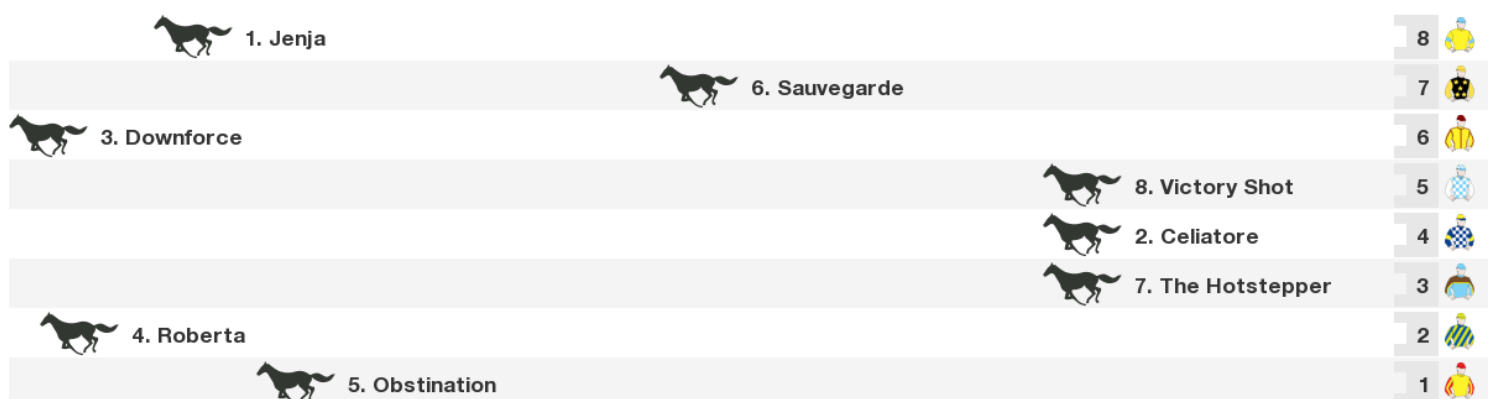 1. Jenja 8
6. Sauvegarde 7
3. Downforce 6
8. Victory Shot 5
2. Celiatore 4
7. The Hotstepper 3
4. Roberta 2
5. Obstination 1